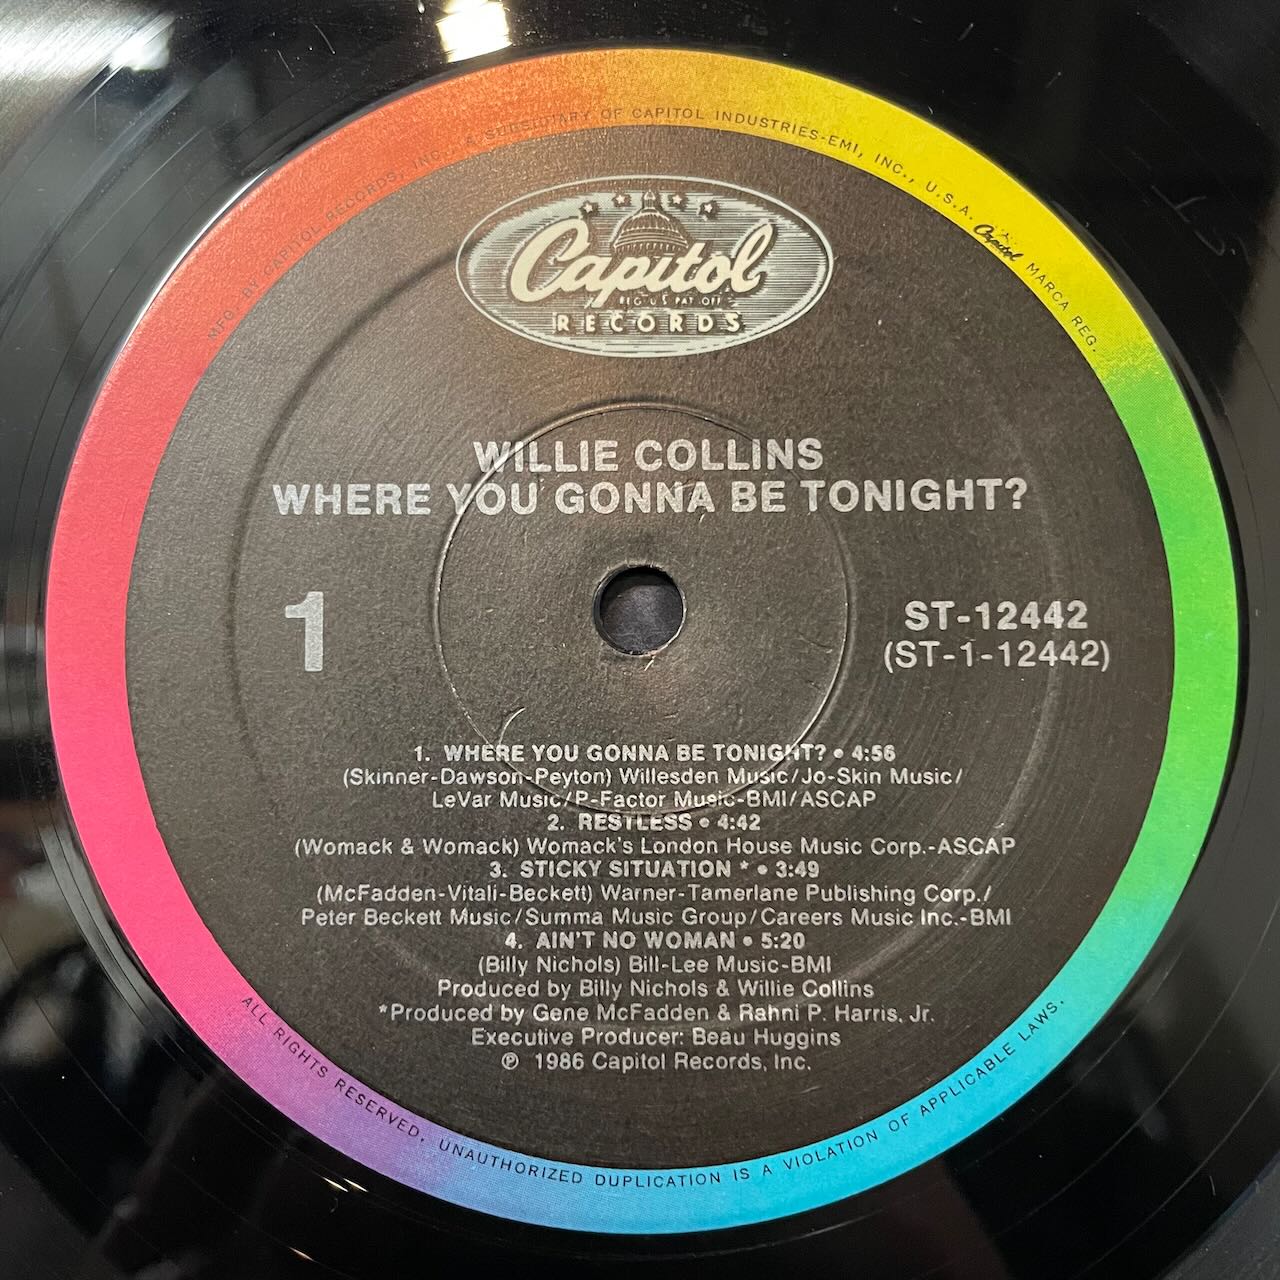 MFG. BY CAPITOL RECORDS, INC., A SUBSIDIARY OF CAPITOL INDUSTRIES-EMI, INC., U.S.A. Capitol MARCA REG.
Capitol
REG. U.S. PAT. OFF.
RECORDS
WILLIE COLLINS
WHERE YOU GONNA BE TONIGHT?
1
ST-12442
(ST-1-12442)
1. WHERE YOU GONNA BE TONIGHT? • 4:56
(Skinner-Dawson-Peyton) Willesden Music/Jo-Skin Music/
LeVar Music/P-Factor Music-BMI/ASCAP
2. RESTLESS • 4:42
(Womack & Womack) Womack's London House Music Corp.-ASCAP
3. STICKY SITUATION * • 3:49
(McFadden-Vitali-Beckett) Warner-Tamerlane Publishing Corp./
Peter Beckett Music/Summa Music Group/Careers Music Inc.-BMI
4. AIN'T NO WOMAN • 5:20
(Billy Nichols) Bill-Lee Music-BMI
Produced by Billy Nichols & Willie Collins
*Produced by Gene McFadden & Rahni P. Harris, Jr.
Executive Producer: Beau Huggins
℗ 1986 Capitol Records, Inc.
ALL RIGHTS RESERVED. UNAUTHORIZED DUPLICATION IS A VIOLATION OF APPLICABLE LAWS.